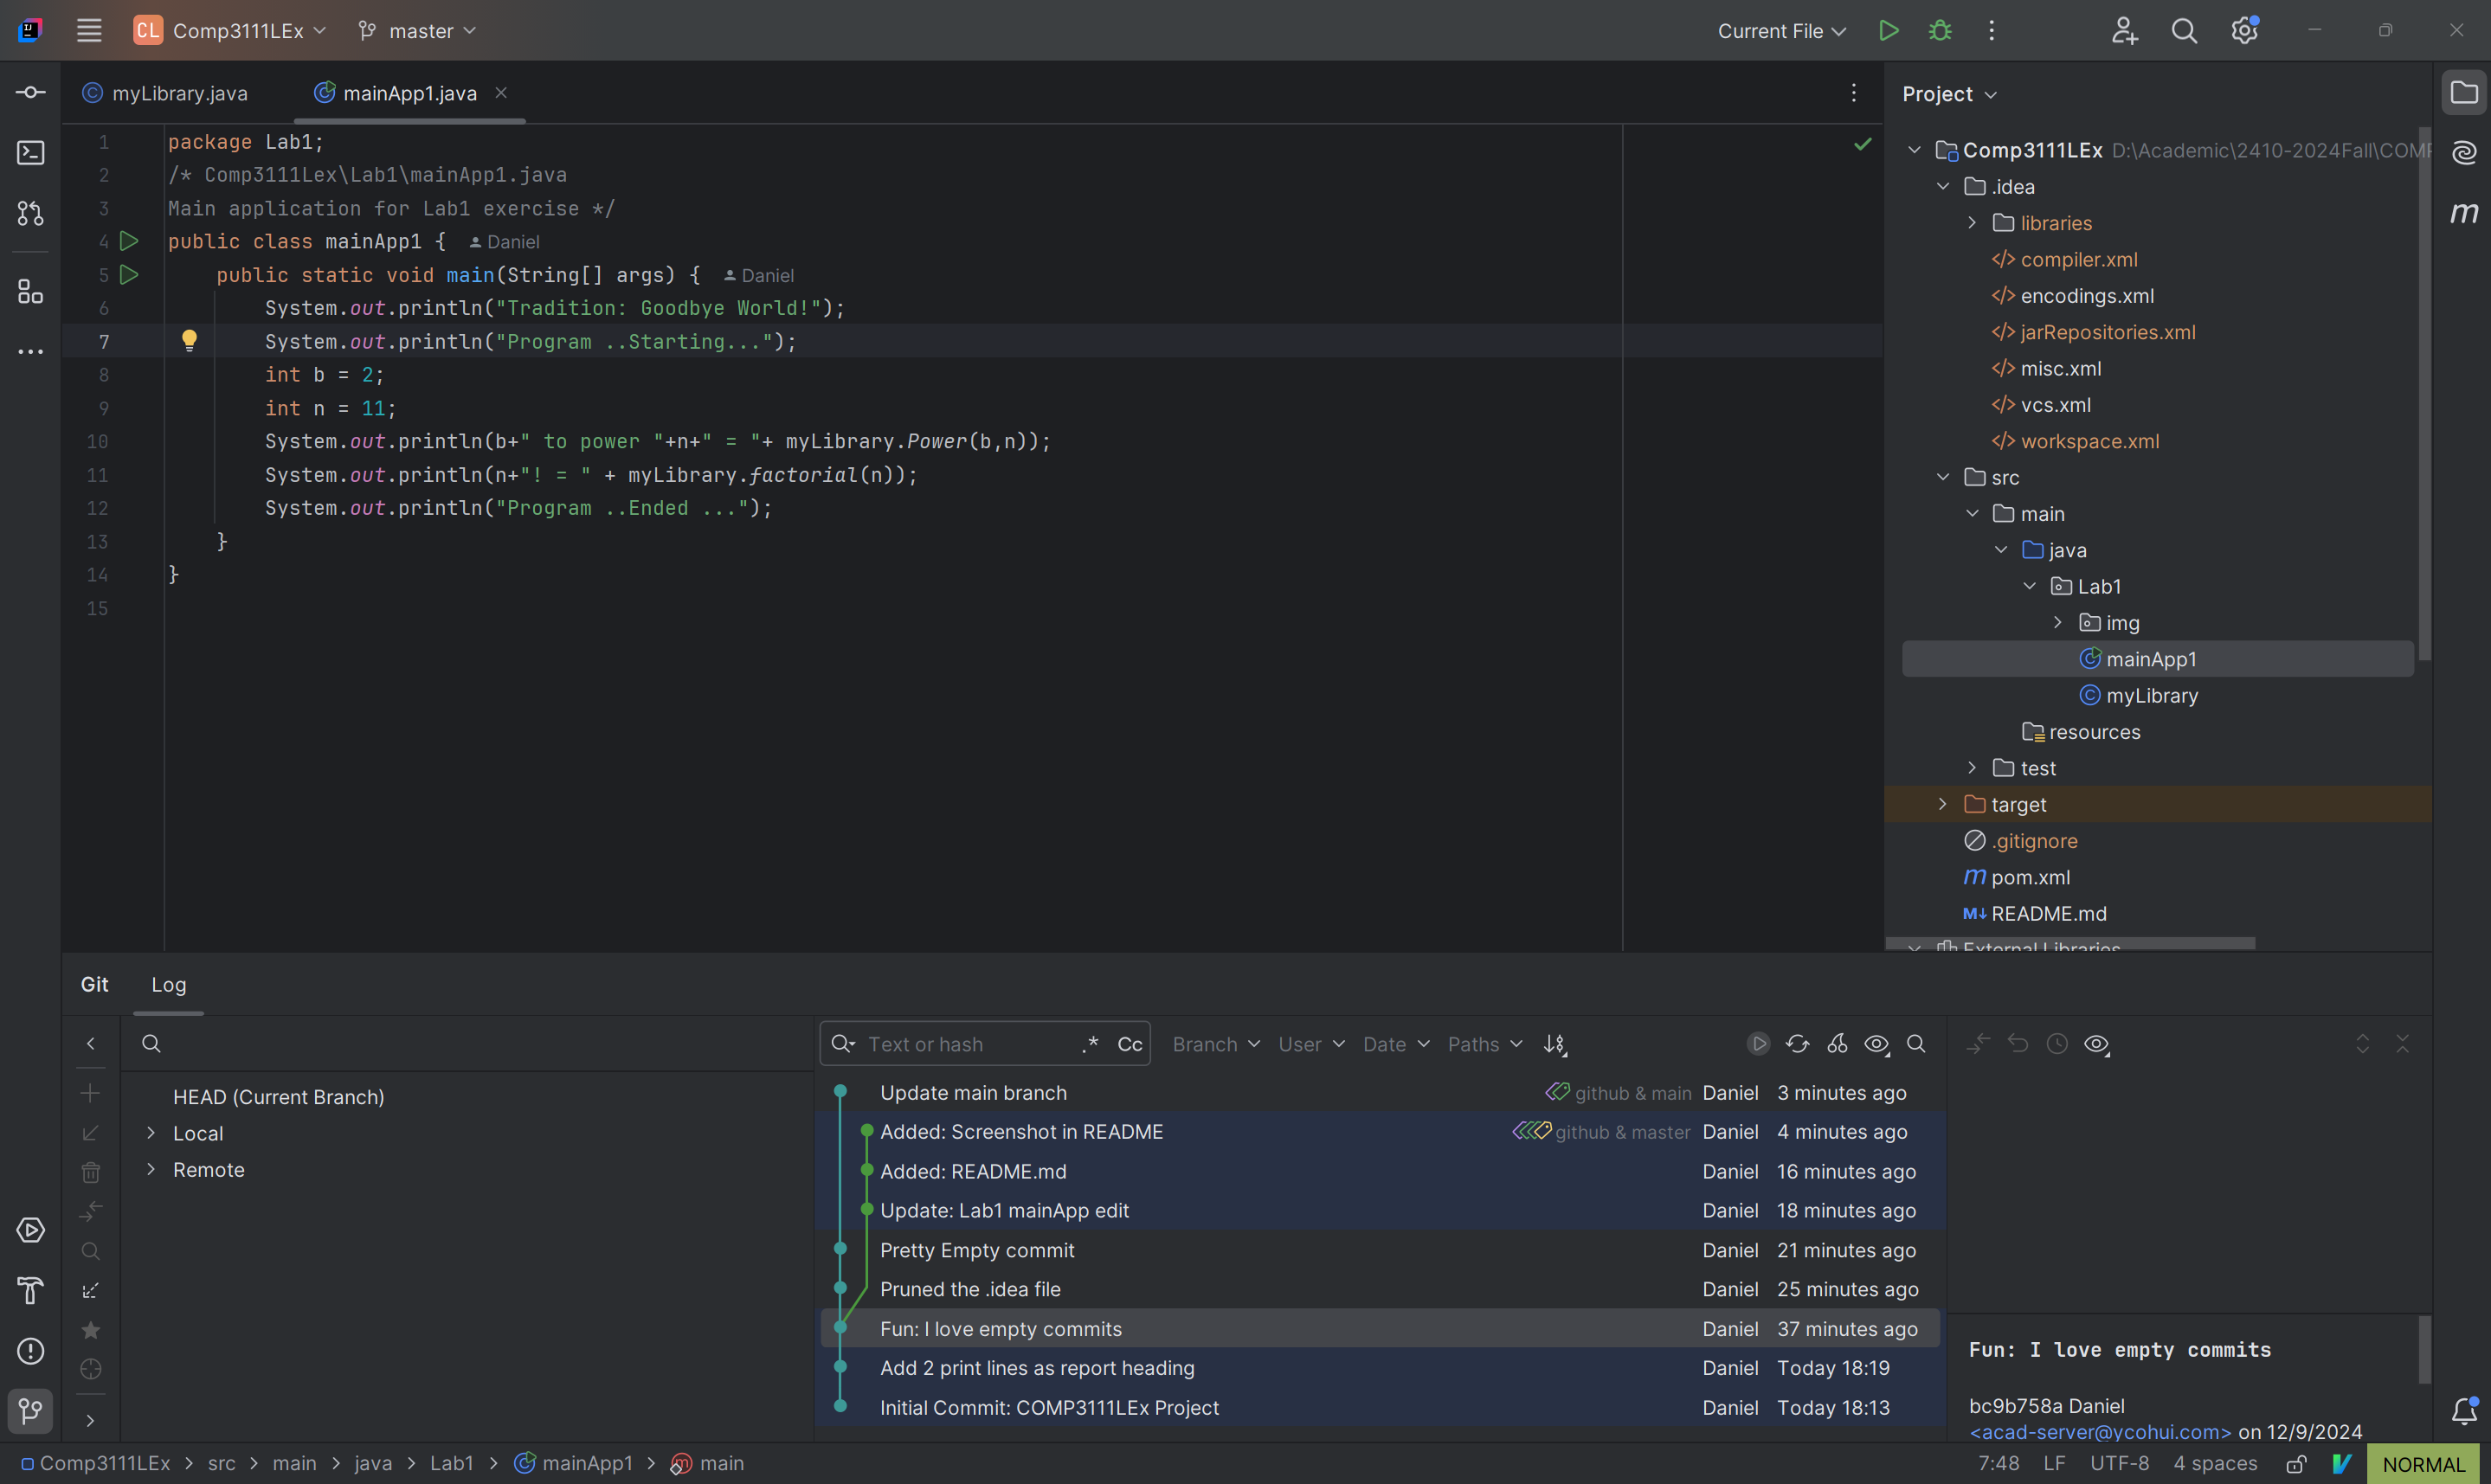 CL Comp3111LEx master Current File
myLibrary.java mainApp1.java
1 package Lab1;
2 /* Comp3111Lex\Lab1\mainApp1.java
3 Main application for Lab1 exercise */
4 public class mainApp1 { Daniel
5 public static void main(String[] args) { Daniel
6 System.out.println("Tradition: Goodbye World!");
7 System.out.println("Program ..Starting...");
8 int b = 2;
9 int n = 11;
10 System.out.println(b+" to power "+n+" = "+ myLibrary.Power(b,n));
11 System.out.println(n+"! = " + myLibrary.factorial(n));
12 System.out.println("Program ..Ended ...");
13 }
14 }
15
Project
Comp3111LEx D:\Academic\2410-2024Fall\COMP
.idea
libraries
compiler.xml
encodings.xml
jarRepositories.xml
misc.xml
vcs.xml
workspace.xml
src
main
java
Lab1
img
mainApp1
myLibrary
resources
test
target
.gitignore
pom.xml
README.md
External Libraries
Git Log
HEAD (Current Branch)
Local
Remote
Text or hash .* Cc Branch User Date Paths
Update main branch github & main Daniel 3 minutes ago
Added: Screenshot in README github & master Daniel 4 minutes ago
Added: README.md Daniel 16 minutes ago
Update: Lab1 mainApp edit Daniel 18 minutes ago
Pretty Empty commit Daniel 21 minutes ago
Pruned the .idea file Daniel 25 minutes ago
Fun: I love empty commits Daniel 37 minutes ago
Add 2 print lines as report heading Daniel Today 18:19
Initial Commit: COMP3111LEx Project Daniel Today 18:13
Fun: I love empty commits
bc9b758a Daniel
<acad-server@ycohui.com> on 12/9/2024
Comp3111LEx > src > main > java > Lab1 > mainApp1 > main 7:48 LF UTF-8 4 spaces NORMAL